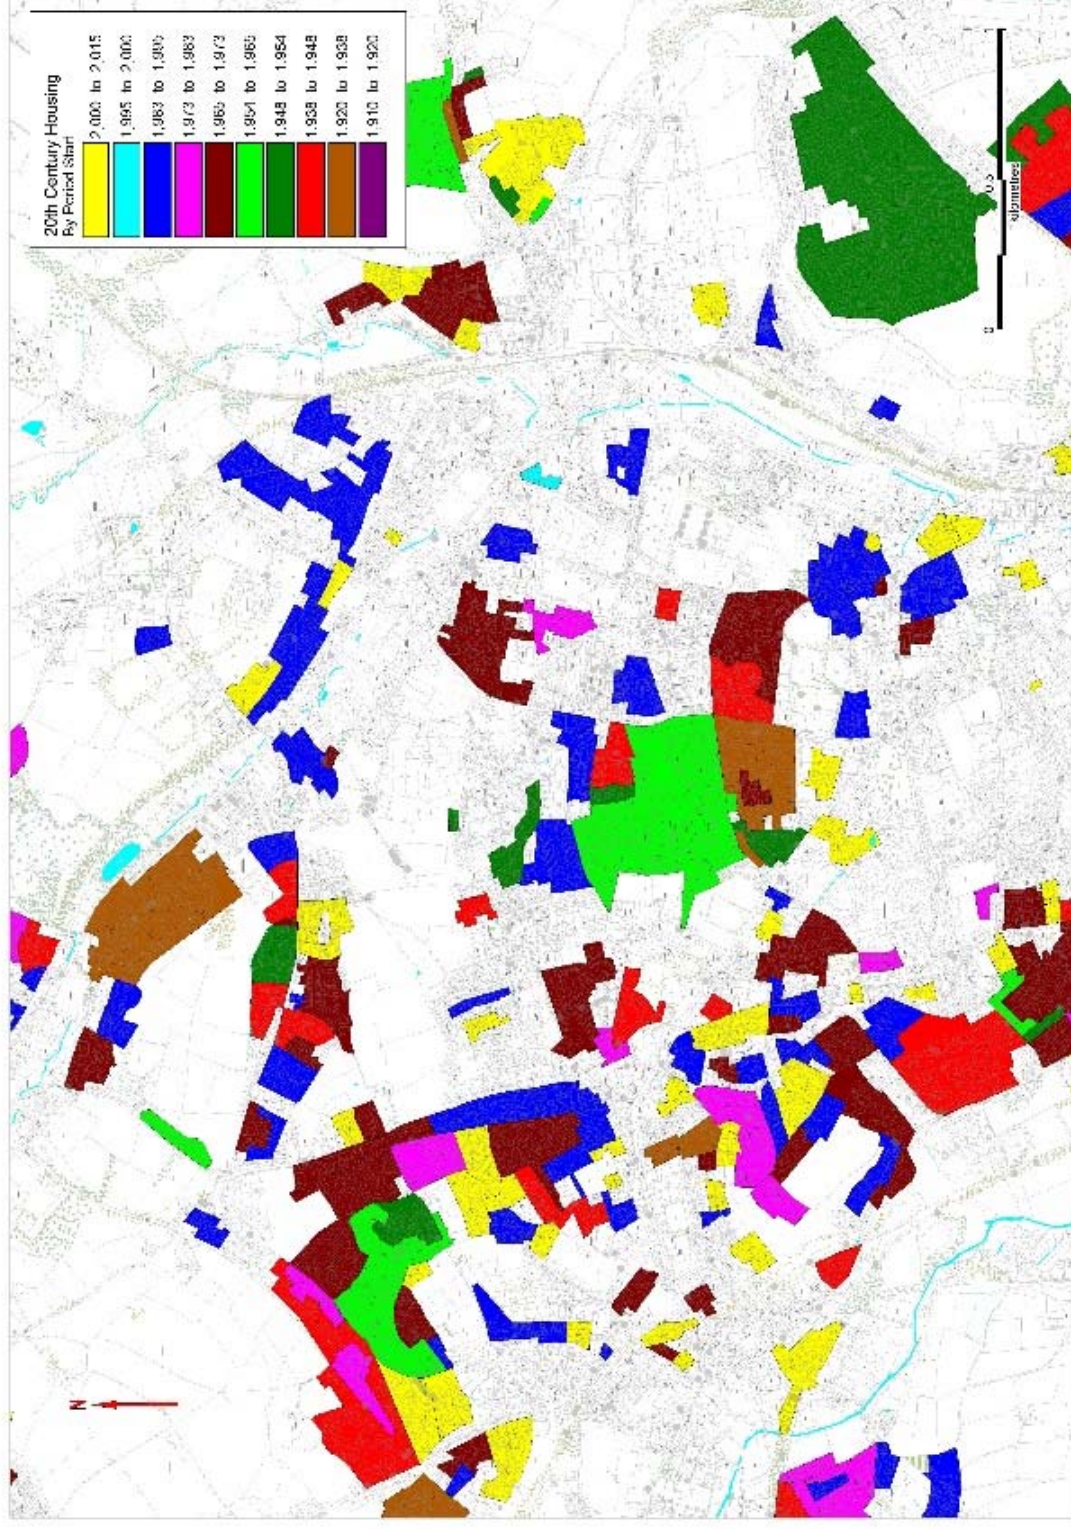 20th Century Housing
By Period Start
2,000 to 2,015
1,995 to 2,000
1,983 to 1,995
1,973 to 1,983
1,965 to 1,973
1,954 to 1,965
1,948 to 1,954
1,938 to 1,948
1,920 to 1,938
1,910 to 1,920
N
0
0.5
1
kilometres